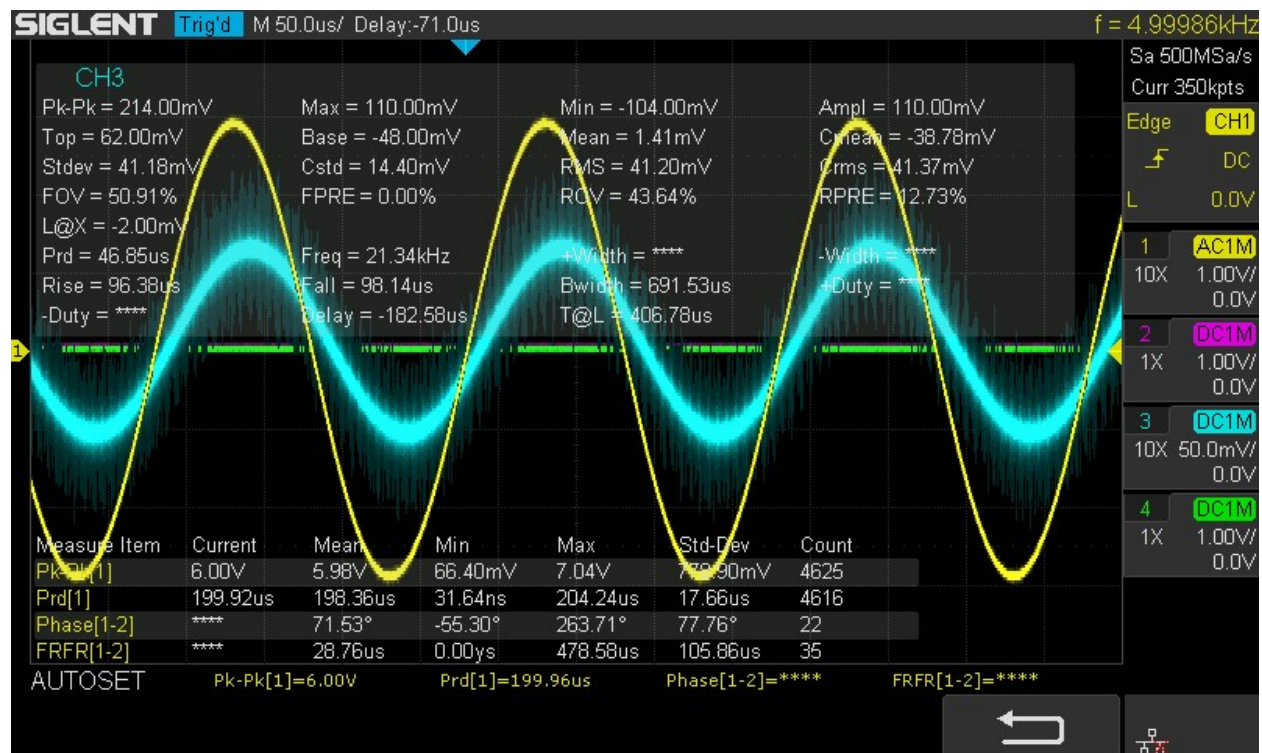 SIGLENT Trig'd M 50.0us/ Delay:-71.0us f = 4.99986kHz
Sa 500MSa/s
Curr 350kpts
CH3
Pk-Pk = 214.00mV Max = 110.00mV Min = -104.00mV Ampl = 110.00mV
Top = 62.00mV Base = -48.00mV Mean = 1.41mV Cmean = -38.78mV
Stdev = 41.18mV Cstd = 14.40mV RMS = 41.20mV Crms = 41.37mV
FOV = 50.91% FPRE = 0.00% ROV = 43.64% RPRE = 12.73%
L@X = -2.00mV
Prd = 46.85us Freq = 21.34kHz +Width = **** -Width = ****
Rise = 96.38us Fall = 98.14us Bwidth = 691.53us +Duty = ****
-Duty = **** Delay = -182.58us T@L = 406.78us
Edge CH1
DC
L 0.0V
1 AC1M
10X 1.00V/
0.0V
2 DC1M
1X 1.00V/
0.0V
3 DC1M
10X 50.0mV/
0.0V
4 DC1M
1X 1.00V/
0.0V
1
Measure Item Current Mean Min Max Std-Dev Count
Pk-Pk[1] 6.00V 5.98V 66.40mV 7.04V 778.90mV 4625
Prd[1] 199.92us 198.36us 31.64ns 204.24us 17.66us 4616
Phase[1-2] **** 71.53° -55.30° 263.71° 77.76° 22
FRFR[1-2] **** 28.76us 0.00ys 478.58us 105.86us 35
AUTOSET Pk-Pk[1]=6.00V Prd[1]=199.96us Phase[1-2]=**** FRFR[1-2]=****